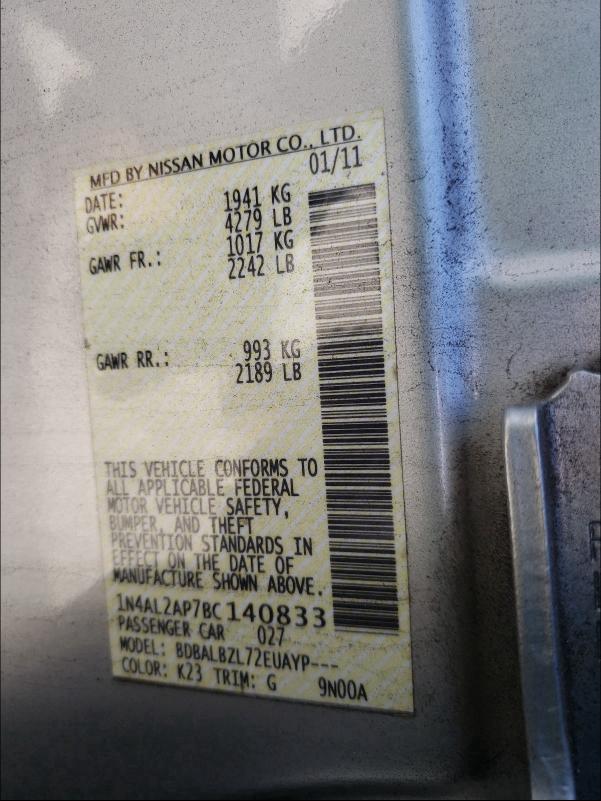 MFD BY NISSAN MOTOR CO., LTD.
DATE: 01/11
GVWR: 1941 KG
4279 LB
GAWR FR.: 1017 KG
2242 LB
GAWR RR.: 993 KG
2189 LB
THIS VEHICLE CONFORMS TO
ALL APPLICABLE FEDERAL
MOTOR VEHICLE SAFETY,
BUMPER, AND THEFT
PREVENTION STANDARDS IN
EFFECT ON THE DATE OF
MANUFACTURE SHOWN ABOVE.
1N4AL2AP7BC140833
PASSENGER CAR 027
MODEL: BDBALBZL72EUAYP---
COLOR: K23 TRIM: G 9N00A